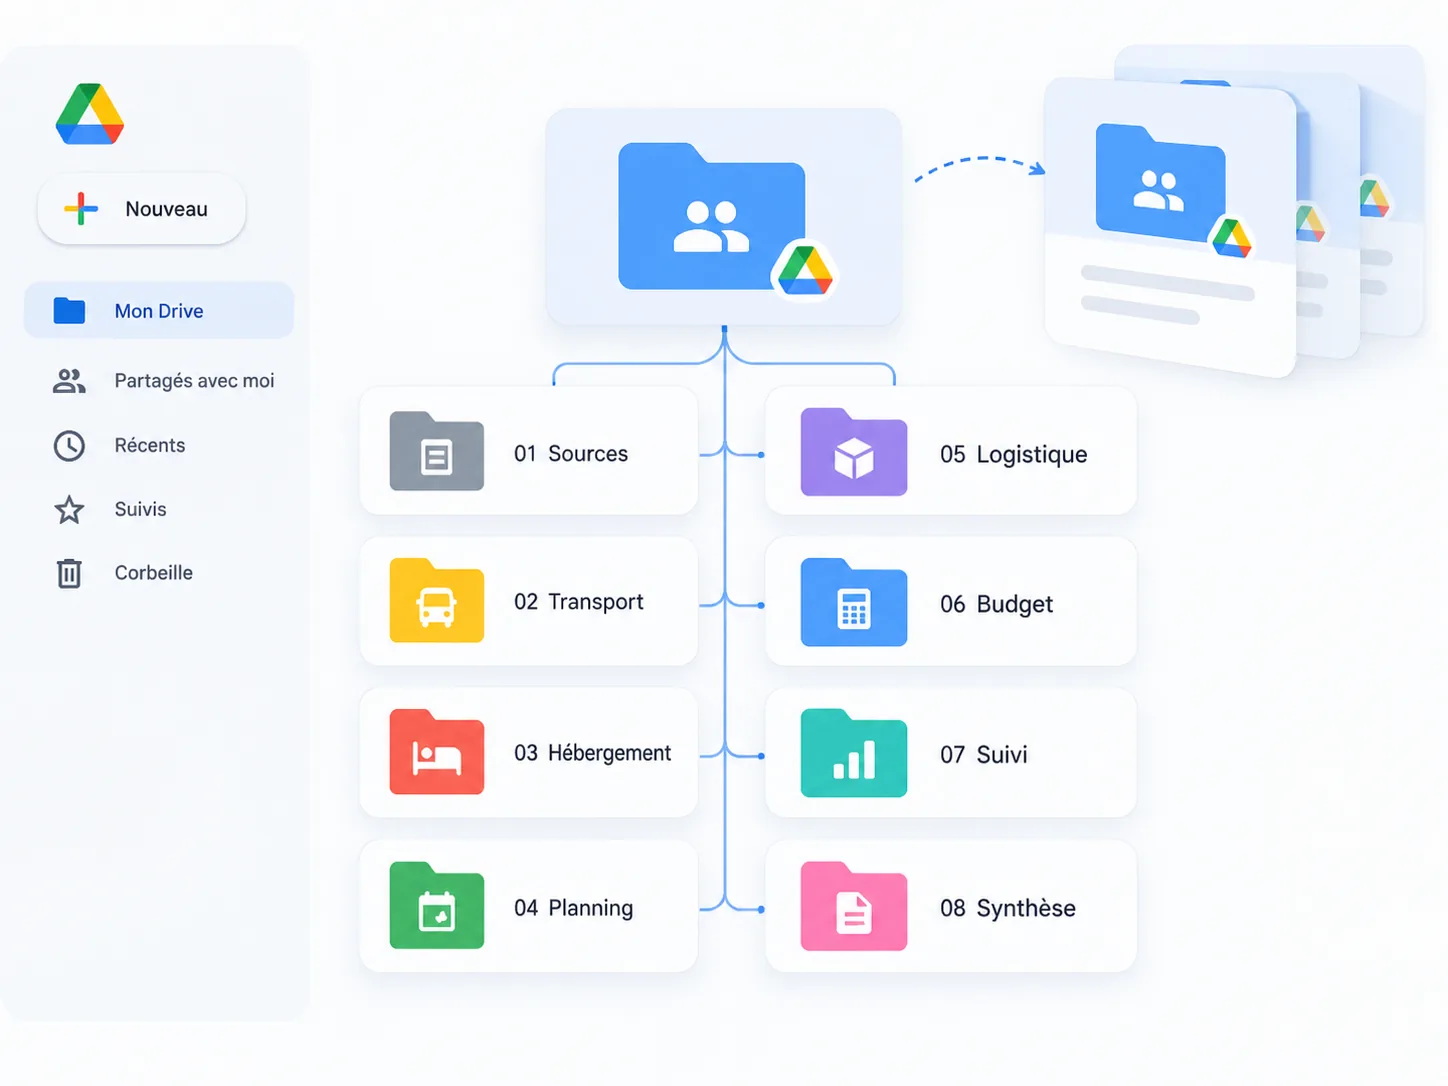 Nouveau
Mon Drive
Partagés avec moi
Récents
Suivis
Corbeille
01 Sources
02 Transport
03 Hébergement
04 Planning
05 Logistique
06 Budget
07 Suivi
08 Synthèse